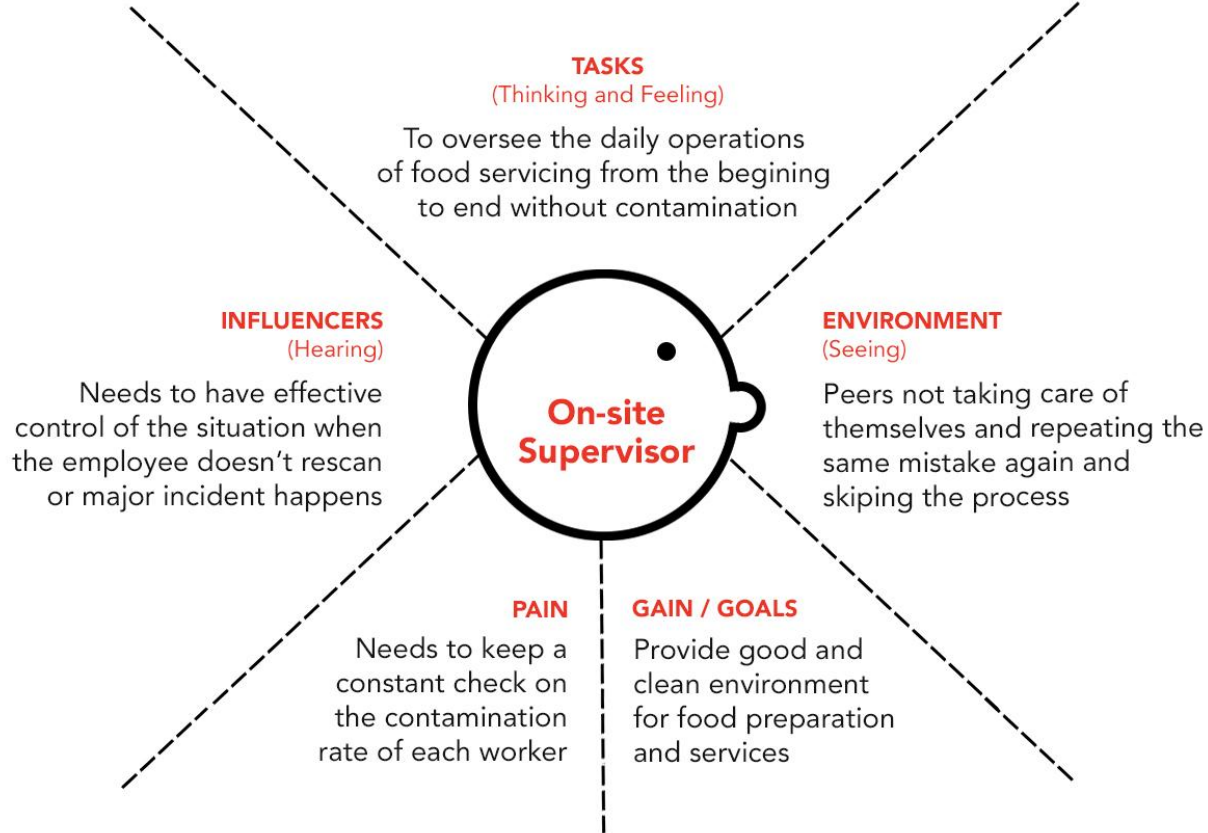 TASKS
(Thinking and Feeling)
To oversee the daily operations
of food servicing from the begining
to end without contamination
INFLUENCERS
(Hearing)
Needs to have effective
control of the situation when
the employee doesn’t rescan
or major incident happens
On-site
Supervisor
ENVIRONMENT
(Seeing)
Peers not taking care of
themselves and repeating the
same mistake again and
skiping the process
PAIN
Needs to keep a
constant check on
the contamination
rate of each worker
GAIN / GOALS
Provide good and
clean environment
for food preparation
and services